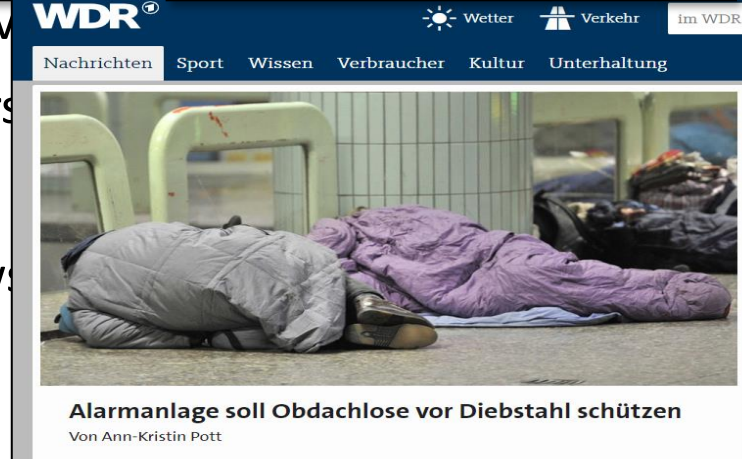 WDR
Wetter Verkehr im WDR
Nachrichten Sport Wissen Verbraucher Kultur Unterhaltung
Alarmanlage soll Obdachlose vor Diebstahl schützen
Von Ann-Kristin Pott